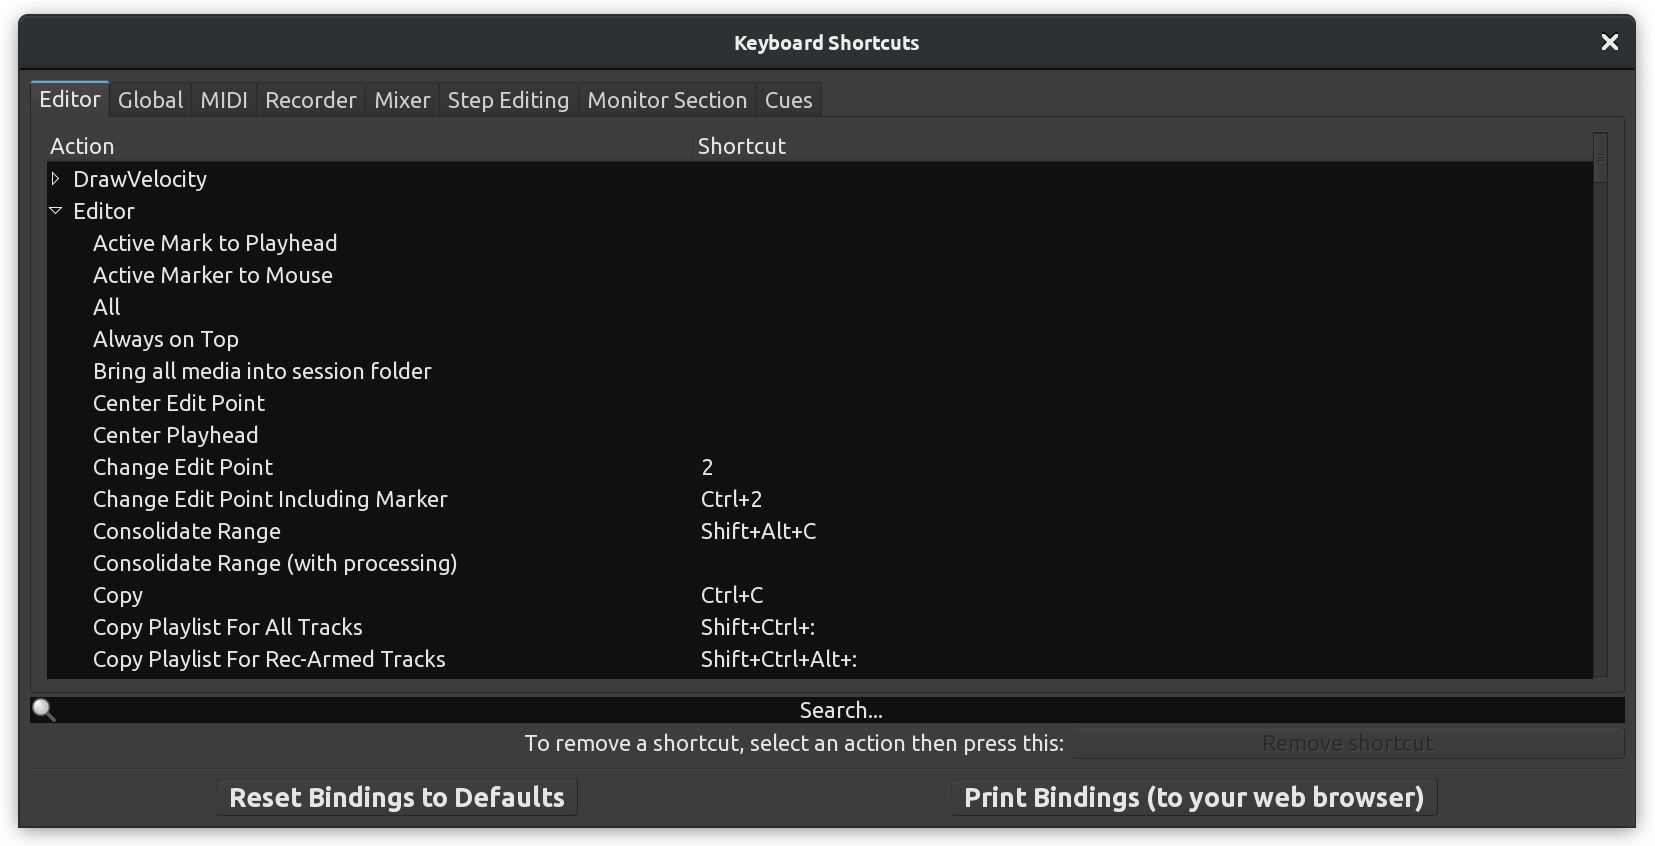 Keyboard Shortcuts
Editor Global MIDI Recorder Mixer Step Editing Monitor Section Cues
Action Shortcut
DrawVelocity
Editor
Active Mark to Playhead
Active Marker to Mouse
All
Always on Top
Bring all media into session folder
Center Edit Point
Center Playhead
Change Edit Point 2
Change Edit Point Including Marker Ctrl+2
Consolidate Range Shift+Alt+C
Consolidate Range (with processing)
Copy Ctrl+C
Copy Playlist For All Tracks Shift+Ctrl+:
Copy Playlist For Rec-Armed Tracks Shift+Ctrl+Alt+:
Search...
To remove a shortcut, select an action then press this: Remove shortcut
Reset Bindings to Defaults Print Bindings (to your web browser)